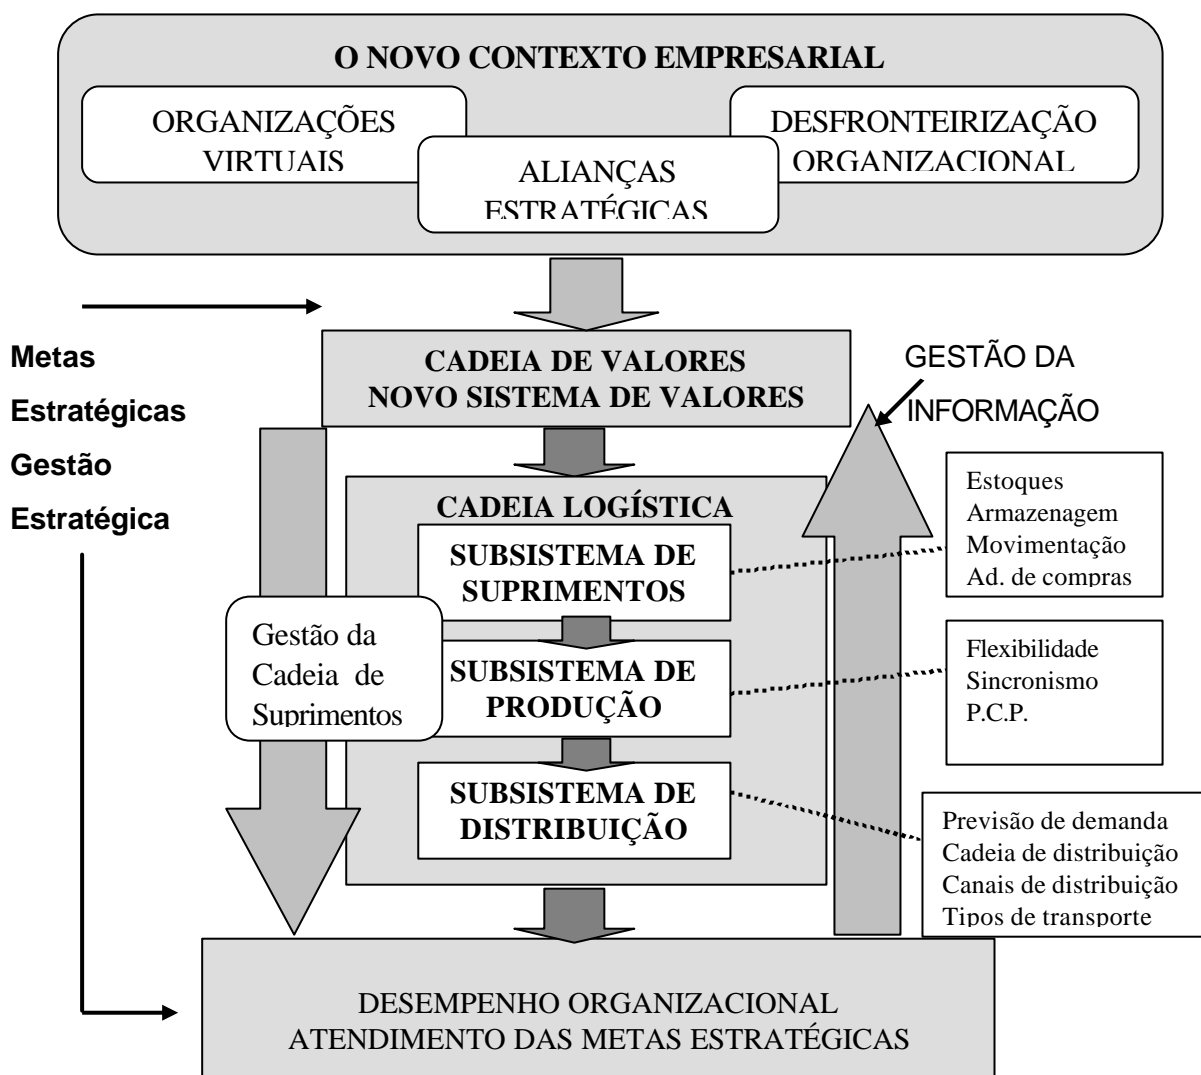 O NOVO CONTEXTO EMPRESARIAL
ORGANIZAÇÕES
VIRTUAIS
ALIANÇAS
ESTRATÉGICAS
DESFRONTEIRIZAÇÃO
ORGANIZACIONAL
Metas
Estratégicas
Gestão
Estratégica
CADEIA DE VALORES
NOVO SISTEMA DE VALORES
GESTÃO DA
INFORMAÇÃO
CADEIA LOGÍSTICA
SUBSISTEMA DE
SUPRIMENTOS
Estoques
Armazenagem
Movimentação
Ad. de compras
Gestão da
Cadeia de
Suprimentos
SUBSISTEMA DE
PRODUÇÃO
Flexibilidade
Sincronismo
P.C.P.
SUBSISTEMA DE
DISTRIBUIÇÃO
Previsão de demanda
Cadeia de distribuição
Canais de distribuição
Tipos de transporte
DESEMPENHO ORGANIZACIONAL
ATENDIMENTO DAS METAS ESTRATÉGICAS